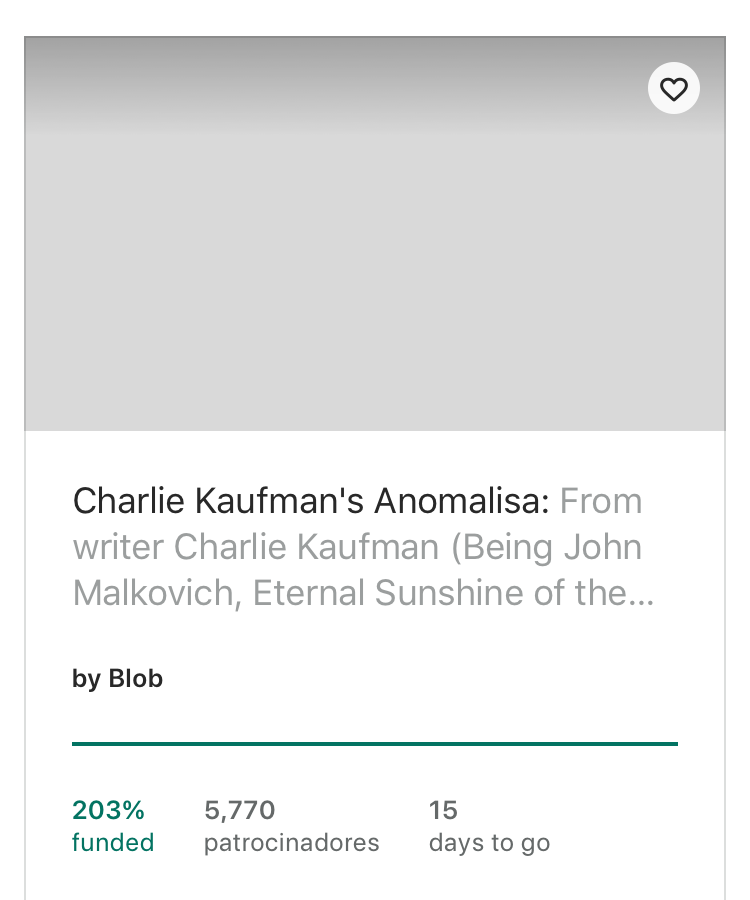 Charlie Kaufman's Anomalisa: From
writer Charlie Kaufman (Being John
Malkovich, Eternal Sunshine of the...
by Blob
203% 5,770 15
funded patrocinadores days to go